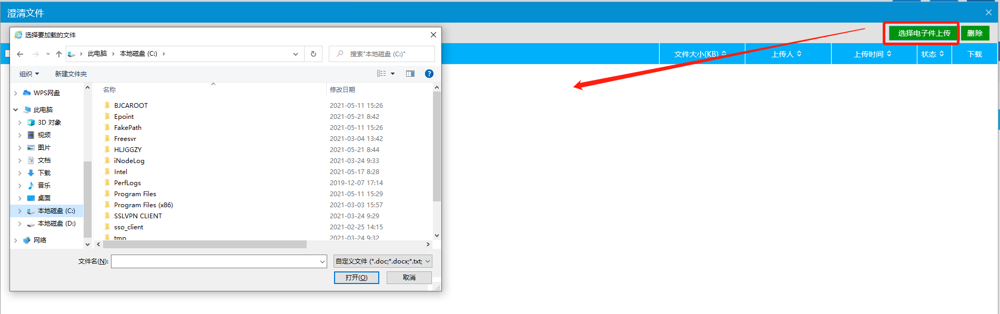 澄清文件
选择电子件上传 删除
文件大小(KB) 上传人 上传时间 状态 下载
选择要加载的文件
此电脑 本地磁盘 (C:)
搜索"本地磁盘 (C:)"
组织 新建文件夹
名称 修改日期
WPS网盘
此电脑
3D 对象
视频
图片
文档
下载
音乐
桌面
本地磁盘 (C:)
本地磁盘 (D:)
网络
BJCAROOT 2021-05-11 15:26
Epoint 2021-05-21 8:42
FakePath 2021-05-11 15:26
Freesvr 2021-03-04 13:42
HLJGGZY 2021-05-21 8:44
iNodeLog 2021-03-24 9:33
Intel 2021-05-17 8:28
PerfLogs 2019-12-07 17:14
Program Files 2021-05-11 15:29
Program Files (x86) 2021-03-03 15:57
SSLVPN CLIENT 2021-03-24 9:29
sso_client 2021-02-25 14:15
tmp 2021-03-24 9:32
文件名(N):
自定义文件 (*.doc;*.docx;*.txt;
打开(O) 取消